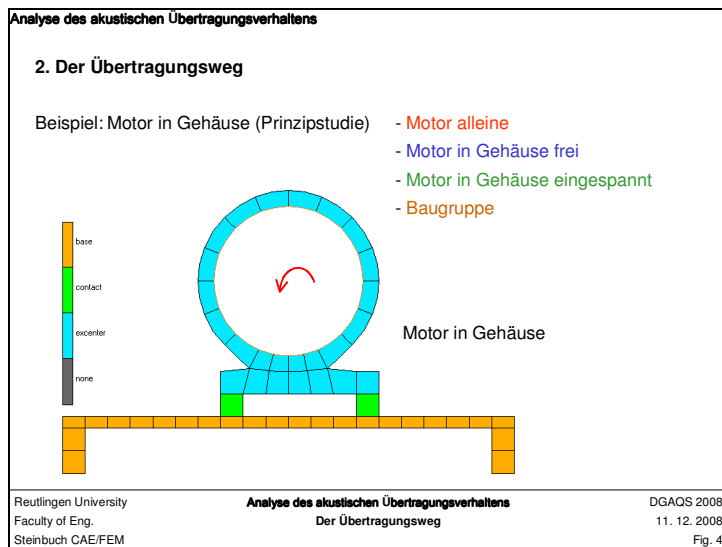 Analyse des akustischen Übertragungsverhaltens
2. Der Übertragungsweg
Beispiel: Motor in Gehäuse (Prinzipstudie)
- Motor alleine
- Motor in Gehäuse frei
- Motor in Gehäuse eingespannt
- Baugruppe
base
contact
excenter
none
Motor in Gehäuse
Reutlingen University
Faculty of Eng.
Steinbuch CAE/FEM
Analyse des akustischen Übertragungsverhaltens
Der Übertragungsweg
DGAQS 2008
11. 12. 2008
Fig. 4